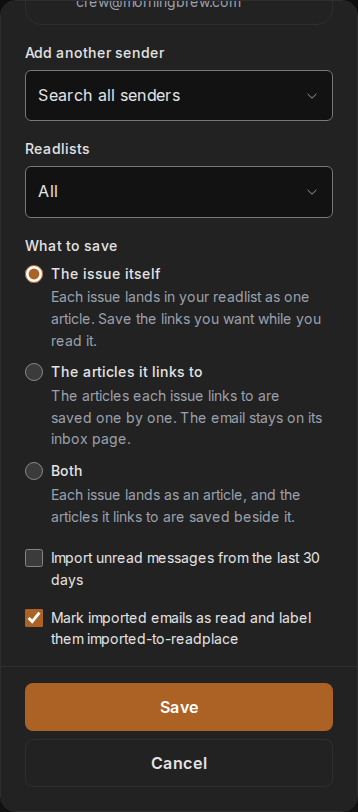 crew@morningbrew.com
Add another sender
Search all senders
Readlists
All
What to save
The issue itself
Each issue lands in your readlist as one
article. Save the links you want while you
read it.
The articles it links to
The articles each issue links to are
saved one by one. The email stays on its
inbox page.
Both
Each issue lands as an article, and the
articles it links to are saved beside it.
Import unread messages from the last 30
days
Mark imported emails as read and label
them imported-to-readplace
Save
Cancel